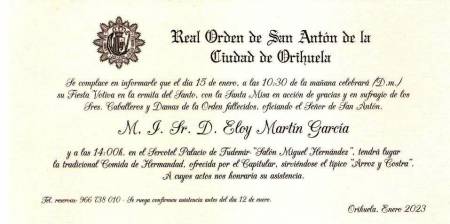 Real Orden de San Antón de la
Ciudad de Orihuela
Se complace en informarle que el día 15 de enero, a las 10:30 de la mañana celebrará (D.m.)
su Fiesta Votiva en la ermita del Santo, con la Santa Misa en acción de gracias y en sufragio de los
Sres. Caballeros y Damas de la Orden fallecidos, oficiando el Señor de San Antón.
M. I. Sr. D. Eloy Martín García
y a las 14:00h. en el Sercotel Palacio de Tudemir "Salón Miguel Hernández", tendrá lugar
la tradicional Comida de Hermandad, ofrecida por el Capitular, sirviéndose el típico "Arroz y Costra".
A cuyos actos nos honraría su asistencia.
Tel. reservas: 966 738 010 - Se ruega confirmen asistencia antes del día 12 de enero.
Orihuela, Enero 2023